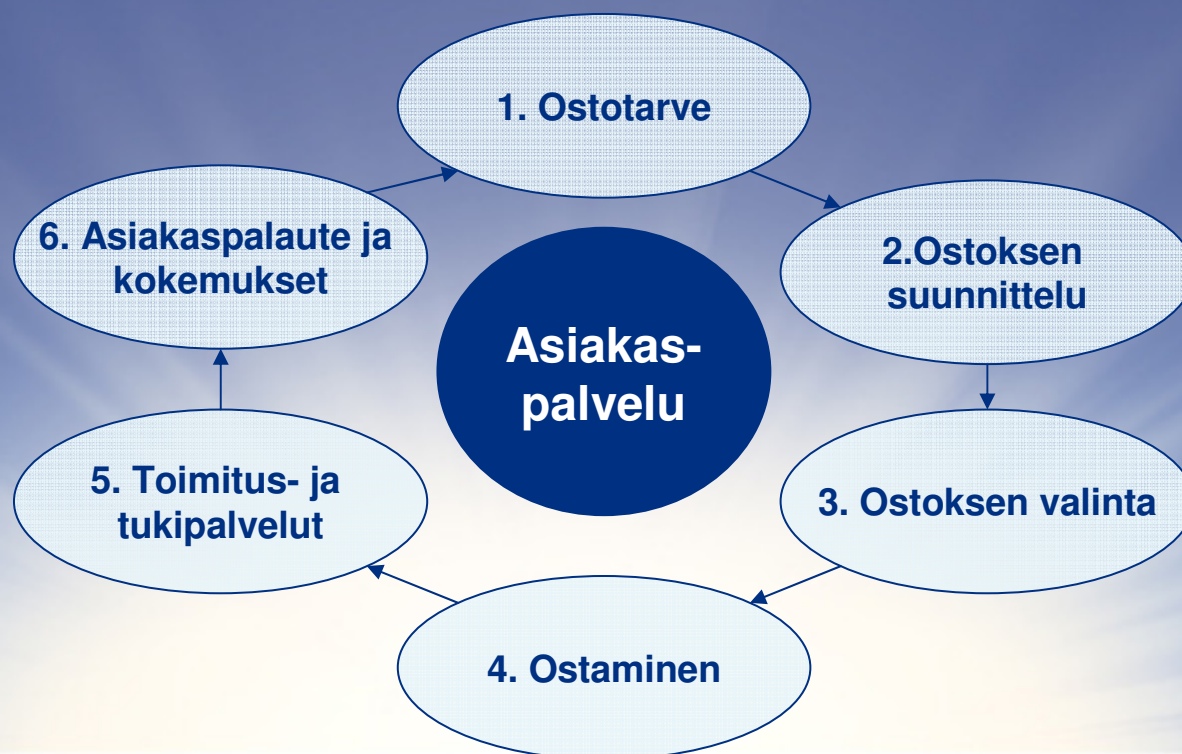 1. Ostotarve
2.Ostoksen
suunnittelu
3. Ostoksen valinta
4. Ostaminen
5. Toimitus- ja
tukipalvelut
6. Asiakaspalaute ja
kokemukset
Asiakas-
palvelu